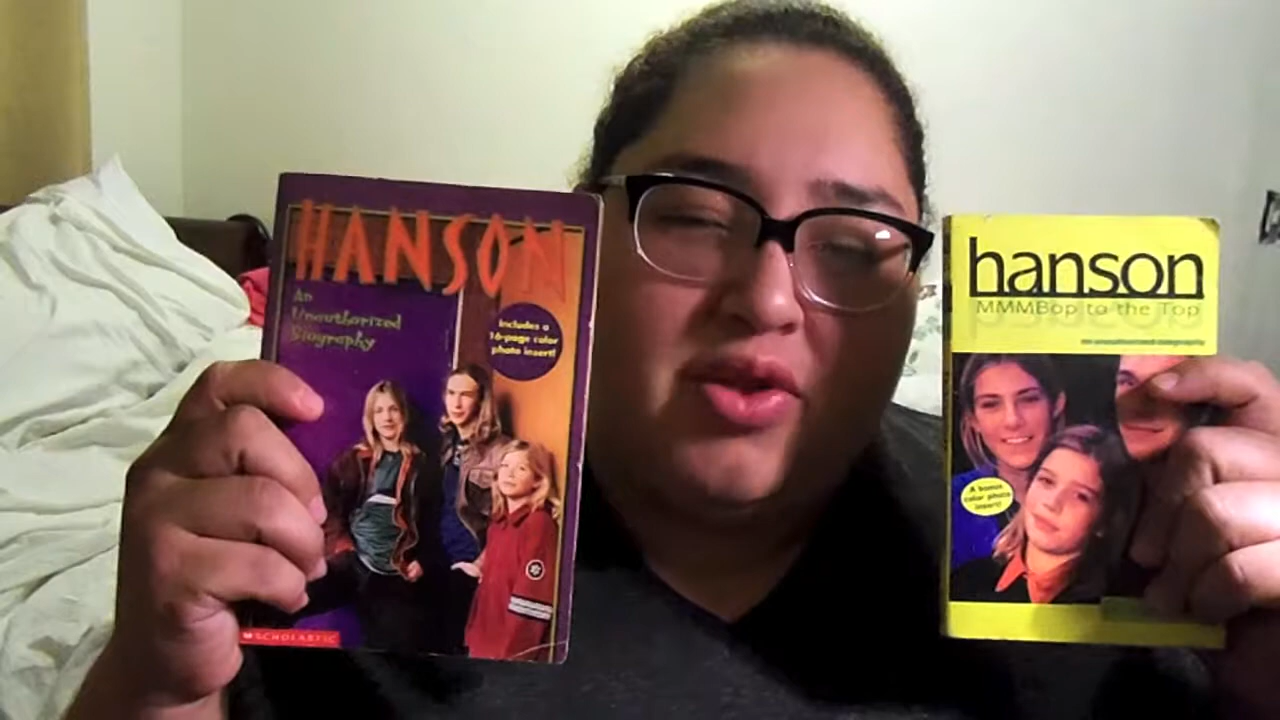 HANSON
An
Unauthorized
Biography
Includes a
16-page color
photo insert!
SCHOLASTIC
hanson
MMMBop to the Top
an unauthorized biography
A bonus
color photo
insert!